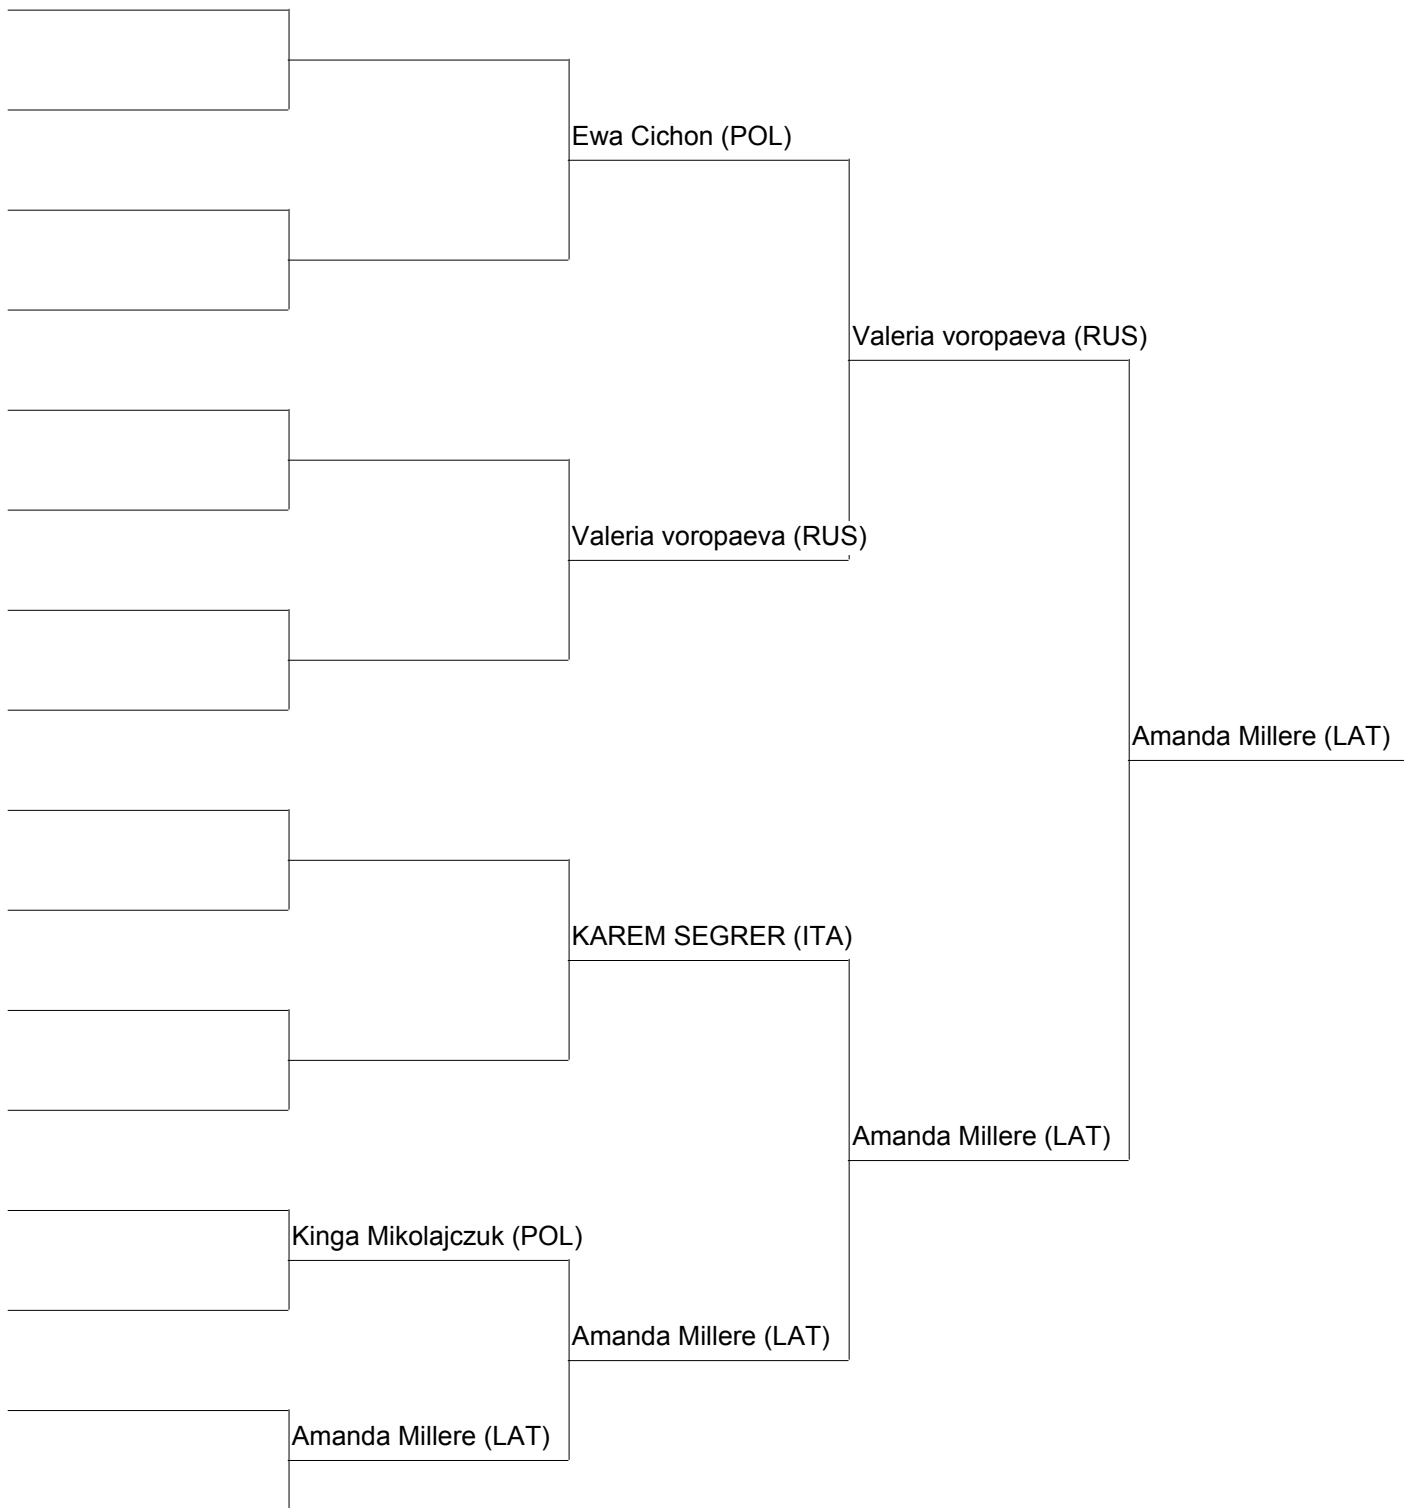 Ewa Cichon (POL)
Valeria voropaeva (RUS)
Valeria voropaeva (RUS)
Amanda Millere (LAT)
KAREM SEGRER (ITA)
Amanda Millere (LAT)
Kinga Mikolajczuk (POL)
Amanda Millere (LAT)
Amanda Millere (LAT)